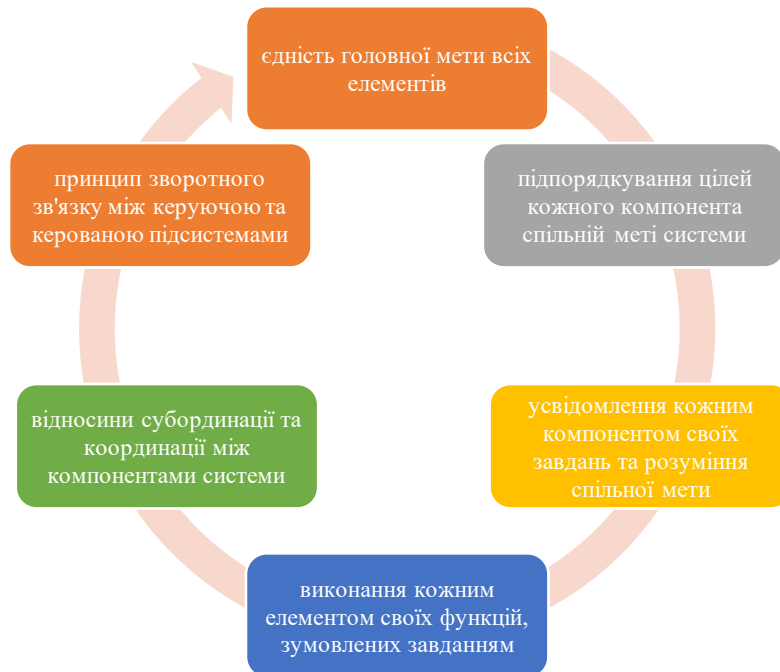 єдність головної мети всіх
елементів
підпорядкування цілей
кожного компонента
спільній меті системи
усвідомлення кожним
компонентом своїх
завдань та розуміння
спільної мети
виконання кожним
елементом своїх функцій,
зумовлених завданням
відносини субординації та
координації між
компонентами системи
принцип зворотного
зв'язку між керуючою та
керованою підсистемами